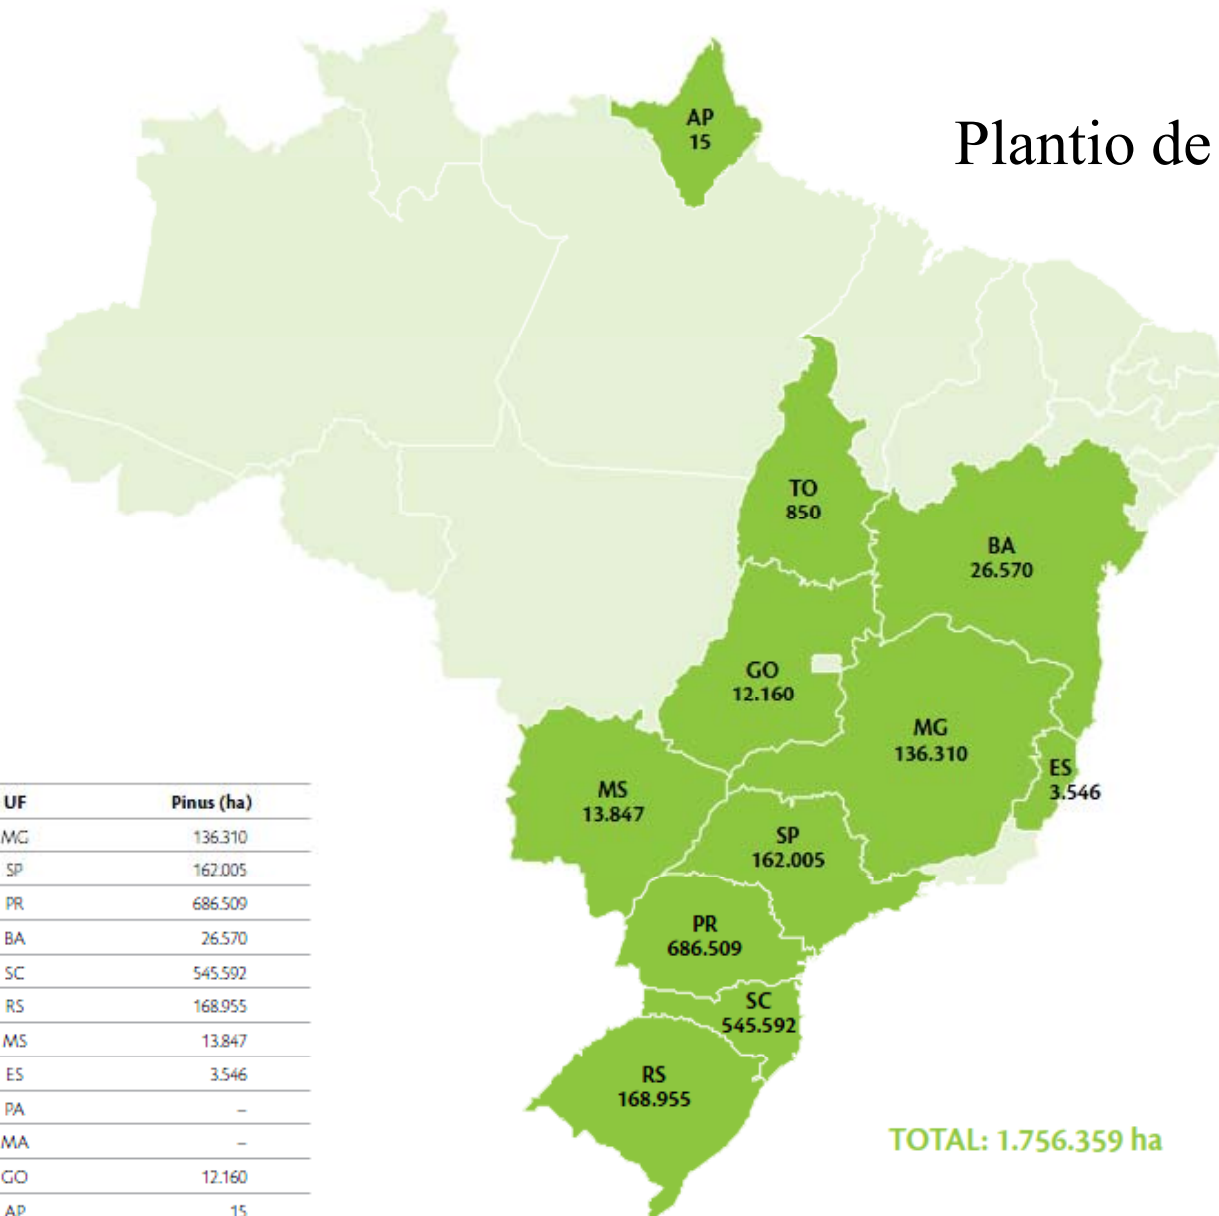 Plantio de
AP
15
TO
850
BA
26.570
GO
12.160
MG
136.310
ES
3.546
MS
13.847
SP
162.005
PR
686.509
SC
545.592
RS
168.955
TOTAL: 1.756.359 ha
UF Pinus (ha)
MG 136.310
SP 162.005
PR 686.509
BA 26.570
SC 545.592
RS 168.955
MS 13.847
ES 3.546
PA –
MA –
GO 12.160
AP 15